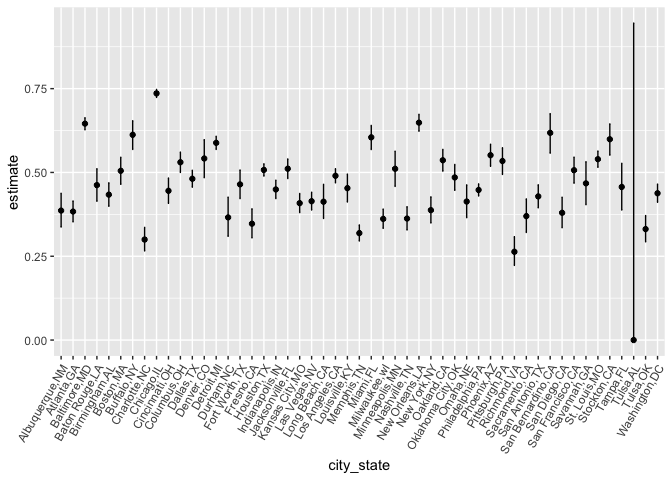 0.75
0.50
0.25
0.00
estimate
Albuquerque,NM
Atlanta,GA
Baltimore,MD
Baton Rouge,LA
Birmingham,AL
Boston,MA
Buffalo,NY
Charlotte,NC
Chicago,IL
Cincinnati,OH
Columbus,OH
Dallas,TX
Denver,CO
Detroit,MI
Durham,NC
Fort Worth,TX
Fresno,CA
Houston,TX
Indianapolis,IN
Jacksonville,FL
Kansas City,MO
Las Vegas,NV
Long Beach,CA
Los Angeles,CA
Louisville,KY
Memphis,TN
Miami,FL
Milwaukee,wI
Minneapolis,MN
Nashville,TN
New Orleans,LA
New York,NY
Oakland,CA
Oklahoma City,OK
Omaha,NE
Philadelphia,PA
Phoenix,AZ
Pittsburgh,PA
Richmond,VA
Sacramento,CA
San Antonio,TX
San Bernardino,CA
San Diego,CA
San Francisco,CA
Savannah,GA
St. Louis,MO
Stockton,CA
Tampa,FL
Tulsa,AL
Tulsa,OK
Washington,DC
city_state